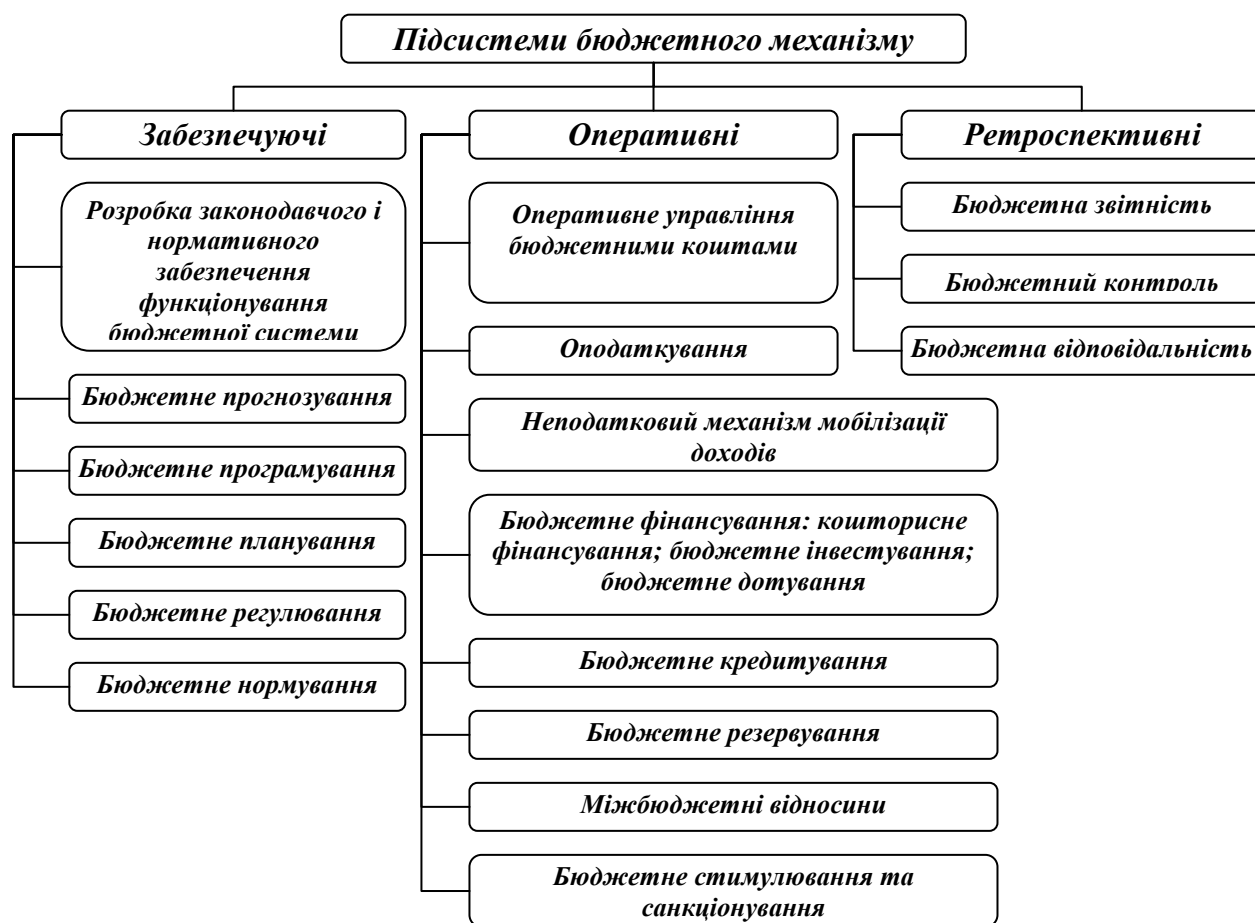 Підсистеми бюджетного механізму
Забезпечуючі
Розробка законодавчого і
нормативного
забезпечення
функціонування
бюджетної системи
Бюджетне прогнозування
Бюджетне програмування
Бюджетне планування
Бюджетне регулювання
Бюджетне нормування
Оперативні
Оперативне управління
бюджетними коштами
Оподаткування
Неподатковий механізм мобілізації
доходів
Бюджетне фінансування: кошторисне
фінансування; бюджетне інвестування;
бюджетне дотування
Бюджетне кредитування
Бюджетне резервування
Міжбюджетні відносини
Бюджетне стимулювання та
санкціонування
Ретроспективні
Бюджетна звітність
Бюджетний контроль
Бюджетна відповідальність